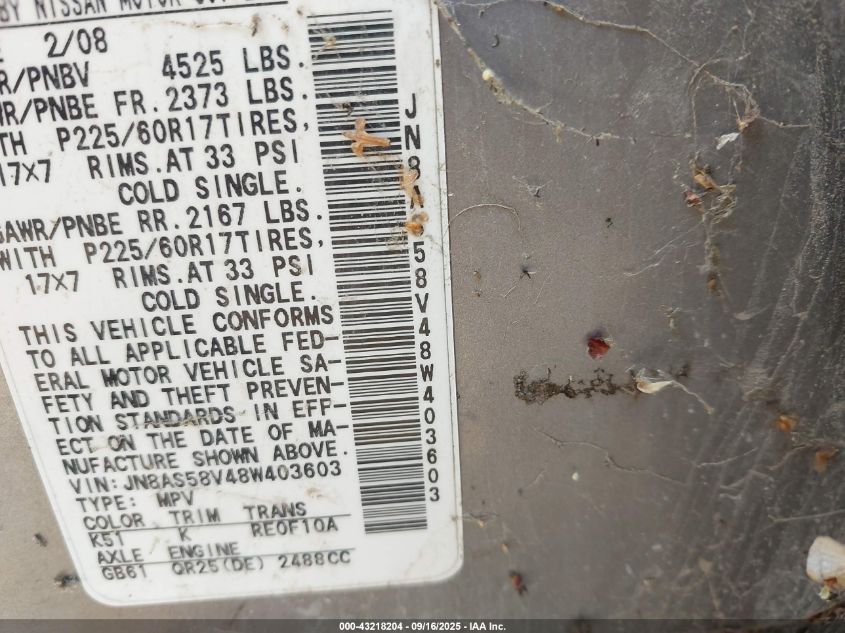 BY NISSAN MOTOR
2/08
R/PNBV 4525 LBS.
WR/PNBE FR. 2373 LBS.
TH P225/60R17TIRES,
17X7 RIMS.AT 33 PSI
COLD SINGLE.
GAWR/PNBE RR. 2167 LBS.
WITH P225/60R17TIRES,
17X7 RIMS.AT 33 PSI
COLD SINGLE.
THIS VEHICLE CONFORMS
TO ALL APPLICABLE FED-
ERAL MOTOR VEHICLE SA-
FETY AND THEFT PREVEN-
TION STANDARDS IN EFF-
ECT ON THE DATE OF MA-
NUFACTURE SHOWN ABOVE.
VIN: JN8AS58V48W403603
TYPE: MPV
COLOR TRIM TRANS
K51 K RE0F10A
AXLE ENGINE
GB61 QR25(DE) 2488CC
000-43218204 - 09/16/2025 - IAA Inc.